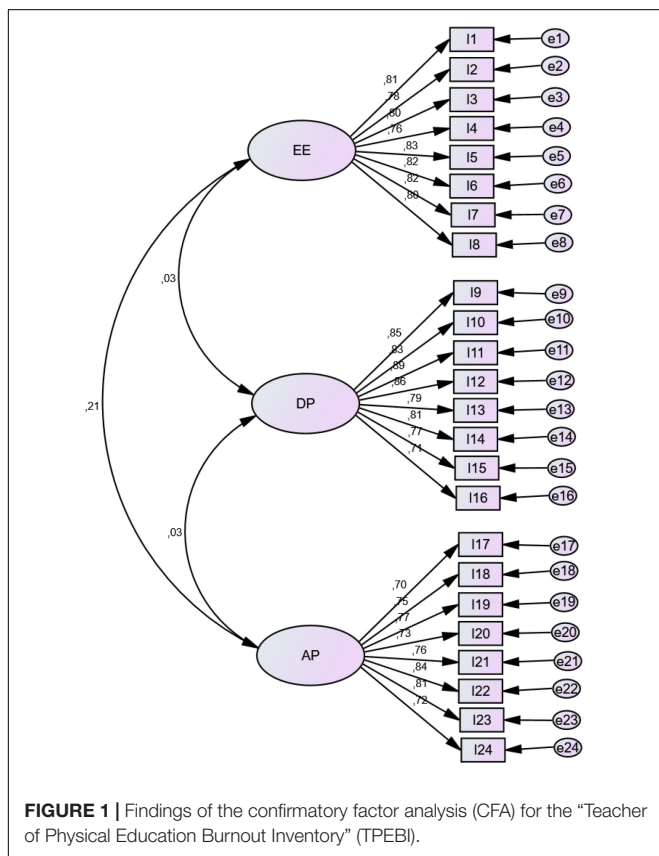 I1 e1
I2 e2
,81
,78
I3 e3
,80
,76
I4 e4
EE
,83
I5 e5
,82
I6 e6
,82
I7 e7
,80
I8 e8
,03
I9 e9
I10 e10
,85
,83
I11 e11
,89
,86
I12 e12
DP
,79
I13 e13
,21
,81
I14 e14
,77
,71
I15 e15
I16 e16
,03
I17 e17
I18 e18
,70
,75
I19 e19
,77
,73
I20 e20
AP
,76
I21 e21
,84
I22 e22
,81
,72
I23 e23
I24 e24
FIGURE 1 | Findings of the confirmatory factor analysis (CFA) for the “Teacher
of Physical Education Burnout Inventory” (TPEBI).